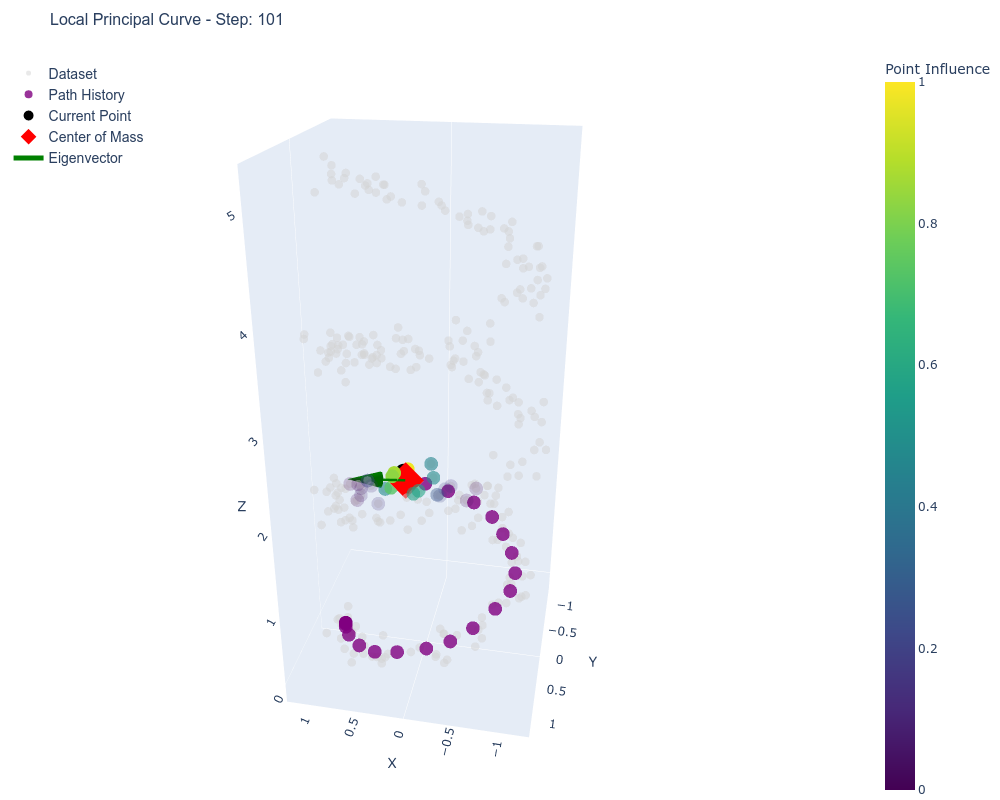 Local Principal Curve - Step: 101
Dataset
Path History
Current Point
Center of Mass
Eigenvector
Point Influence
1
0.8
0.6
0.4
0.2
0
5
4
3
Z
2
1
0
1
0.5
0
−0.5
−1
X
−1
−0.5
0
Y
0.5
1